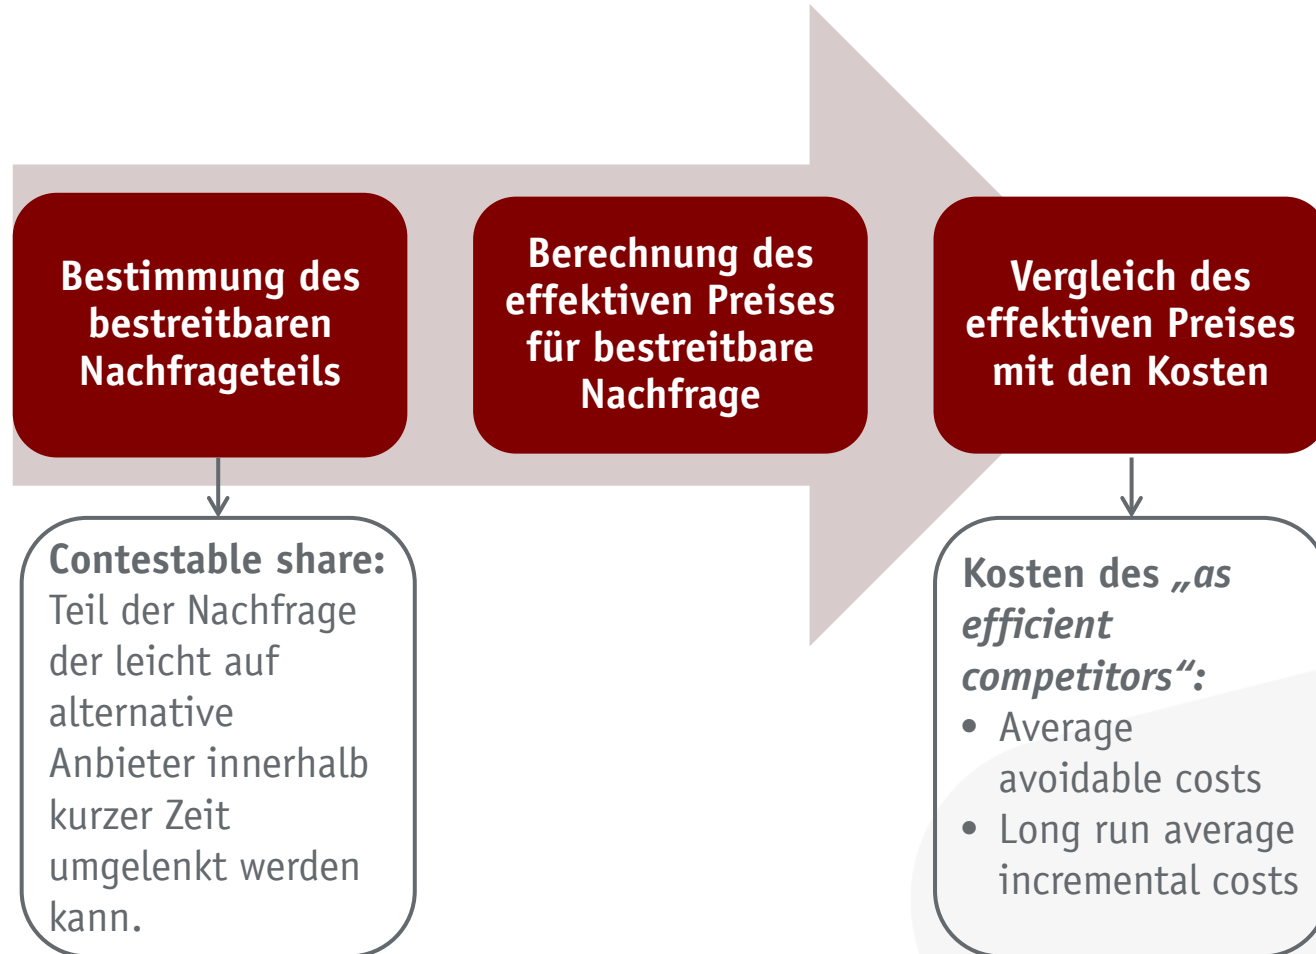 Bestimmung des
bestreitbaren
Nachfrageteils
Berechnung des
effektiven Preises
für bestreitbare
Nachfrage
Vergleich des
effektiven Preises
mit den Kosten
Contestable share:
Teil der Nachfrage
der leicht auf
alternative
Anbieter innerhalb
kurzer Zeit
umgelenkt werden
kann.
Kosten des „as
efficient
competitors“:
• Average
avoidable costs
• Long run average
incremental costs